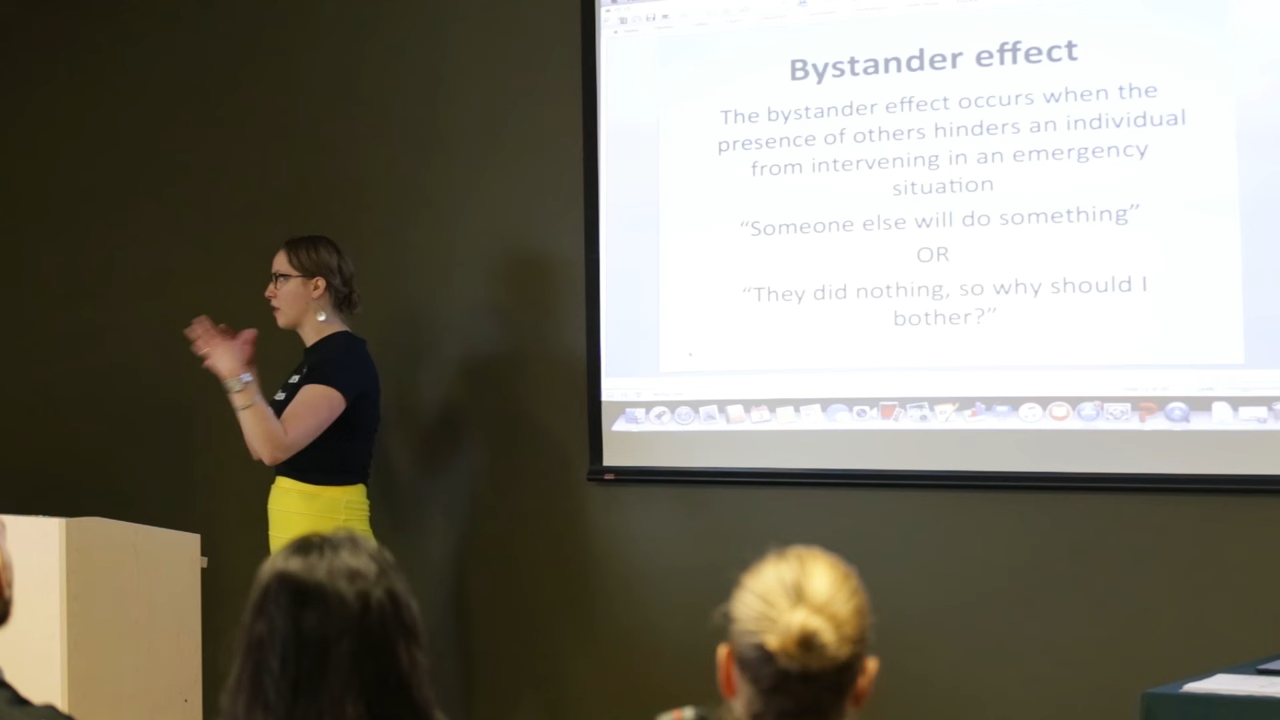 Bystander effect
The bystander effect occurs when the
presence of others hinders an individual
from intervening in an emergency
situation
“Someone else will do something”
OR
“They did nothing, so why should I
bother?”